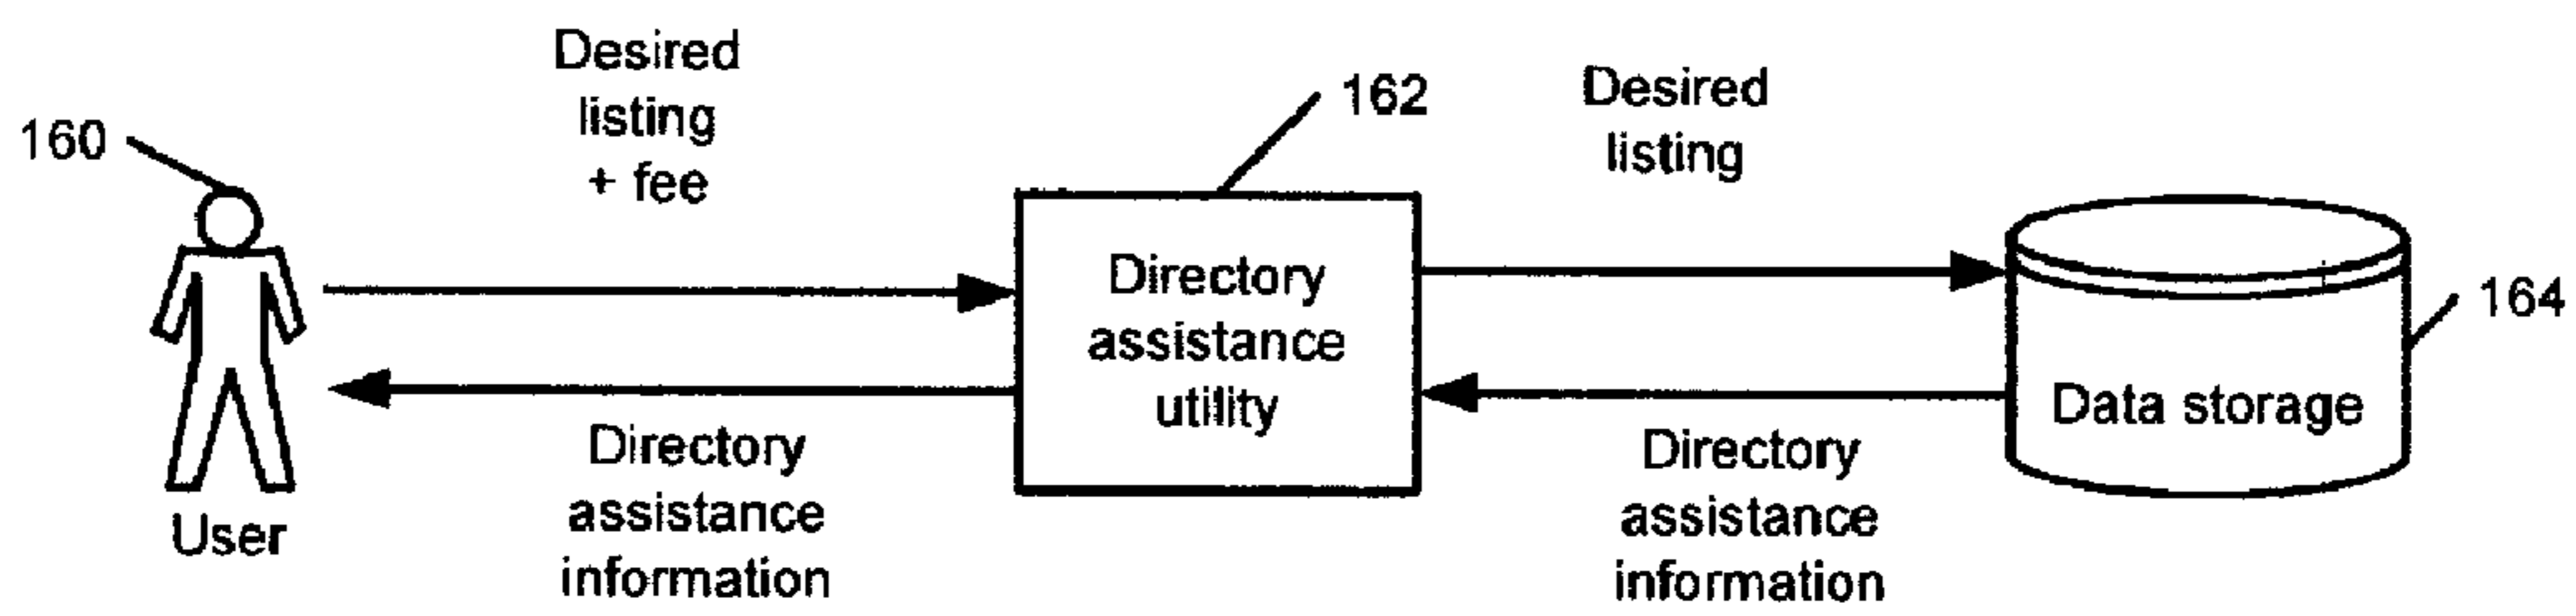 160
Desired
listing
+ fee
162
Desired
listing
Directory
assistance
utility
164
Data storage
User
Directory
assistance
information
Directory
assistance
information